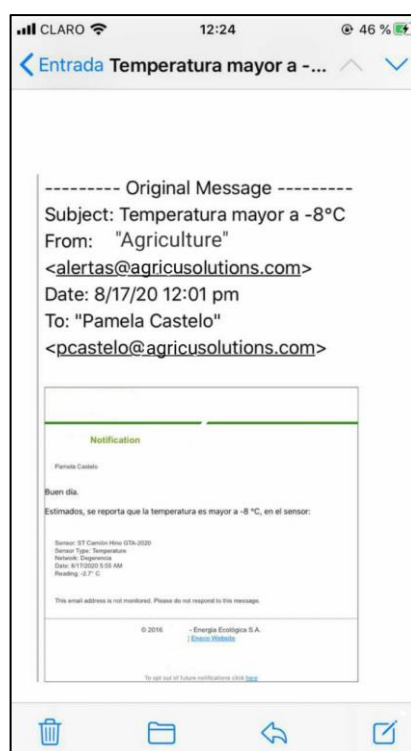 CLARO 12:24 46 %
Entrada Temperatura mayor a -...
--------- Original Message ---------
Subject: Temperatura mayor a -8°C
From: "Agriculture"
<alertas@agricusolutions.com>
Date: 8/17/20 12:01 pm
To: "Pamela Castelo"
<pcastelo@agricusolutions.com>
Notification
Pamela Castelo
Buen día.
Estimados, se reporta que la temperatura es mayor a -8 °C, en el sensor:
Sensor: ST Camión Hino GTA-2020
Sensor Type: Temperature
Network: Degerencia
Date: 8/17/2020 5:55 AM
Reading: -2.7° C
This email address is not monitored. Please do not respond to this message.
© 2016 - Energía Ecológica S.A.
| Eneco Website
To opt out of future notifications click here